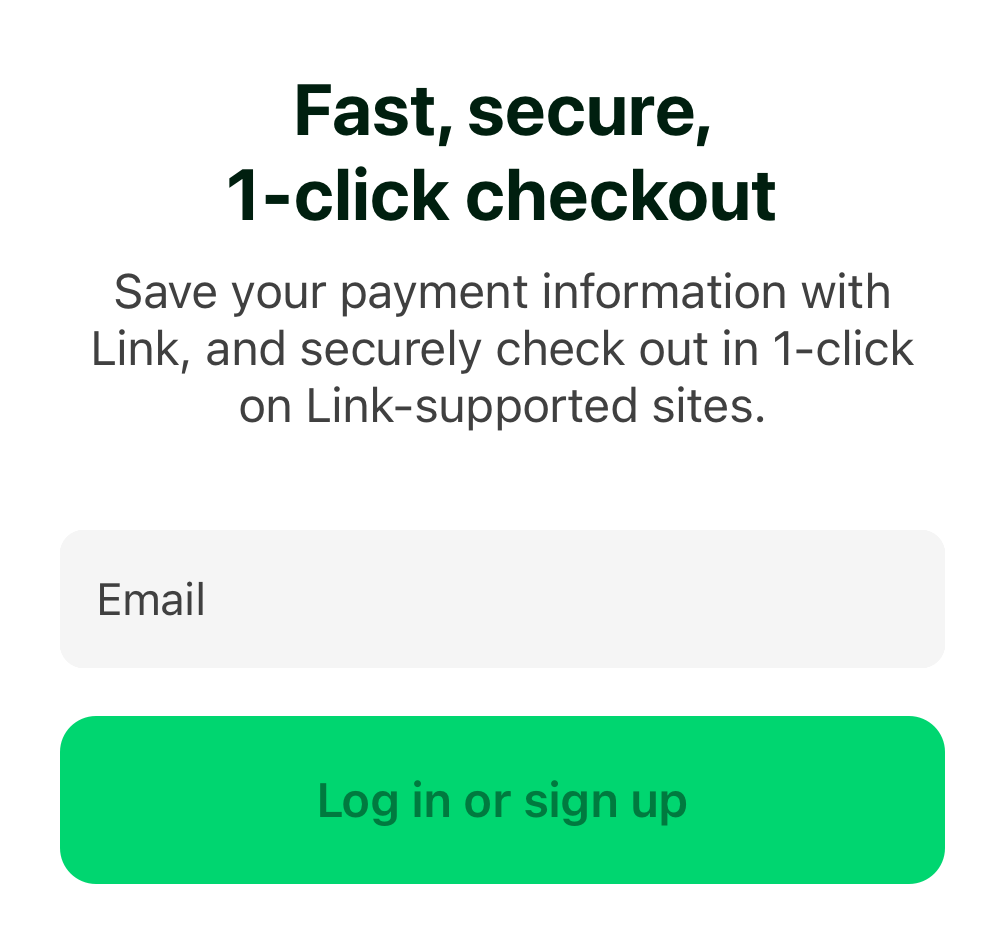 Fast, secure,
1-click checkout
Save your payment information with
Link, and securely check out in 1-click
on Link-supported sites.
Email
Log in or sign up